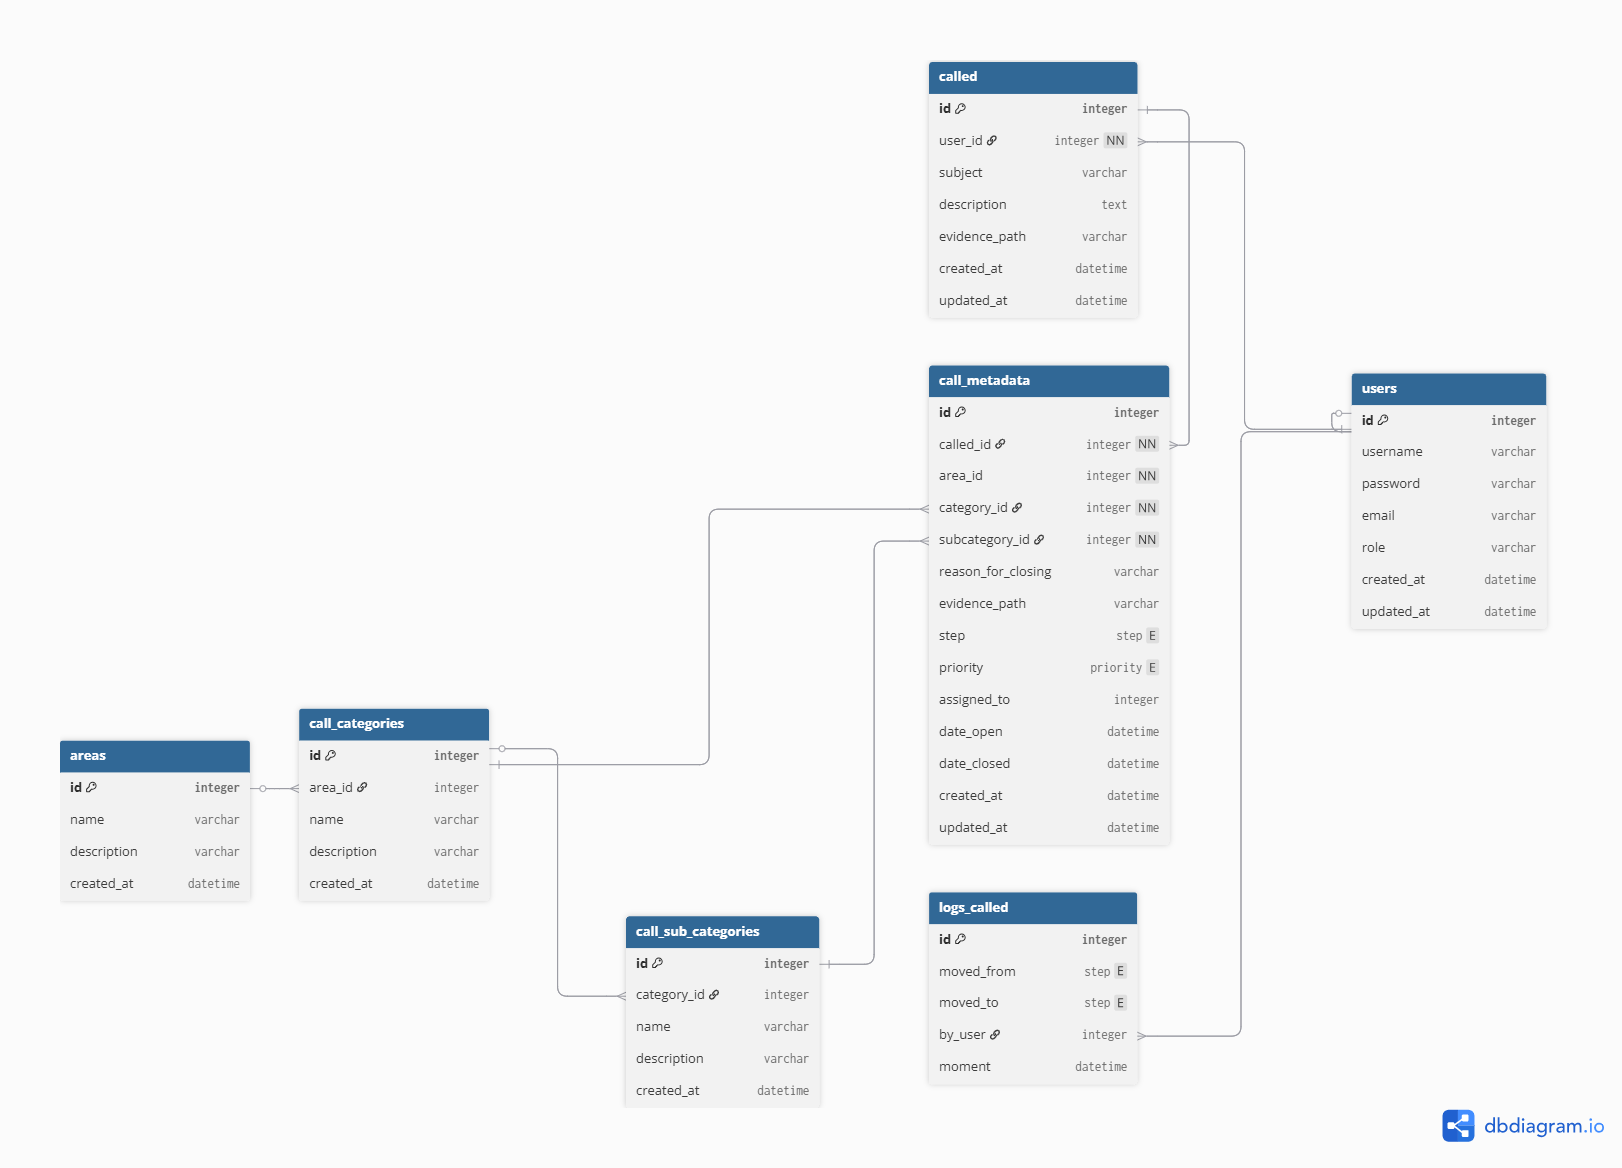 called
id integer
user_id integer NN
subject varchar
description text
evidence_path varchar
created_at datetime
updated_at datetime
call_metadata
id integer
called_id integer NN
area_id integer NN
category_id integer NN
subcategory_id integer NN
reason_for_closing varchar
evidence_path varchar
step step E
priority priority E
assigned_to integer
date_open datetime
date_closed datetime
created_at datetime
updated_at datetime
users
id integer
username varchar
password varchar
email varchar
role varchar
created_at datetime
updated_at datetime
areas
id integer
name varchar
description varchar
created_at datetime
call_categories
id integer
area_id integer
name varchar
description varchar
created_at datetime
call_sub_categories
id integer
category_id integer
name varchar
description varchar
created_at datetime
logs_called
id integer
moved_from step E
moved_to step E
by_user integer
moment datetime
dbdiagram.io